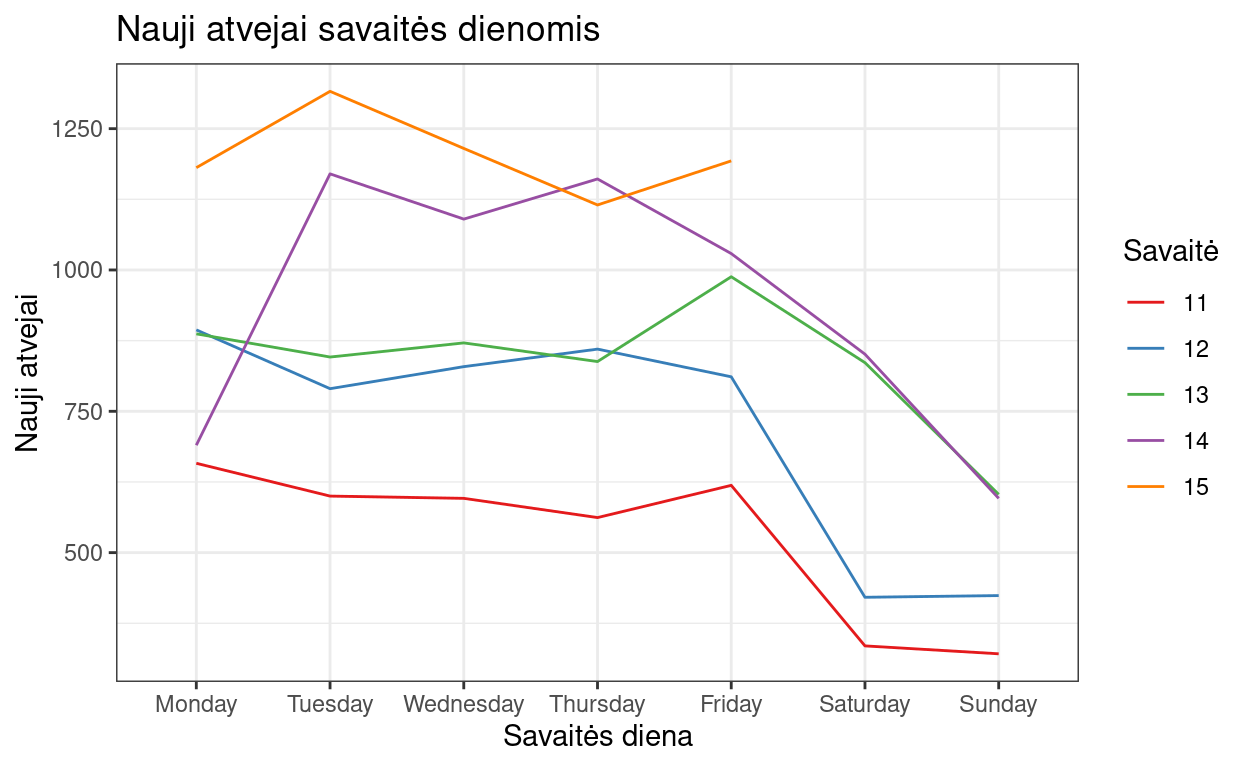 Nauji atvejai savaitės dienomis
Nauji atvejai
1250
1000
750
500
Monday Tuesday Wednesday Thursday Friday Saturday Sunday
Savaitės diena
Savaitė
11
12
13
14
15